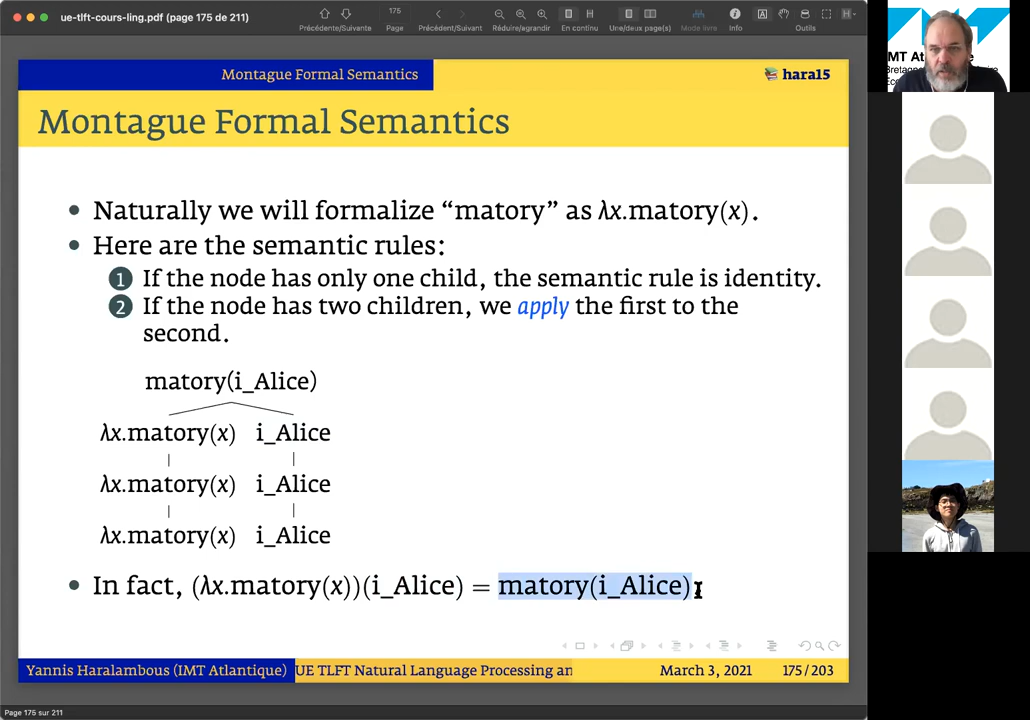 ue-tlft-cours-ling.pdf (page 175 de 211)
175
Précédente/Suivante
Page
Précédent/Suivant
Réduire/agrandir
En continu
Une/deux page(s)
Mode livre
Info
Outils
Montague Formal Semantics
hara15
Montague Formal Semantics
• Naturally we will formalize “matory” as λx.matory(x).
• Here are the semantic rules:
1 If the node has only one child, the semantic rule is identity.
2 If the node has two children, we apply the first to the
second.
matory(i_Alice)
λx.matory(x) i_Alice
λx.matory(x) i_Alice
λx.matory(x) i_Alice
• In fact, (λx.matory(x))(i_Alice) = matory(i_Alice).
Yannis Haralambous (IMT Atlantique)
UE TLFT Natural Language Processing an
March 3, 2021
175 / 203
Page 175 sur 211